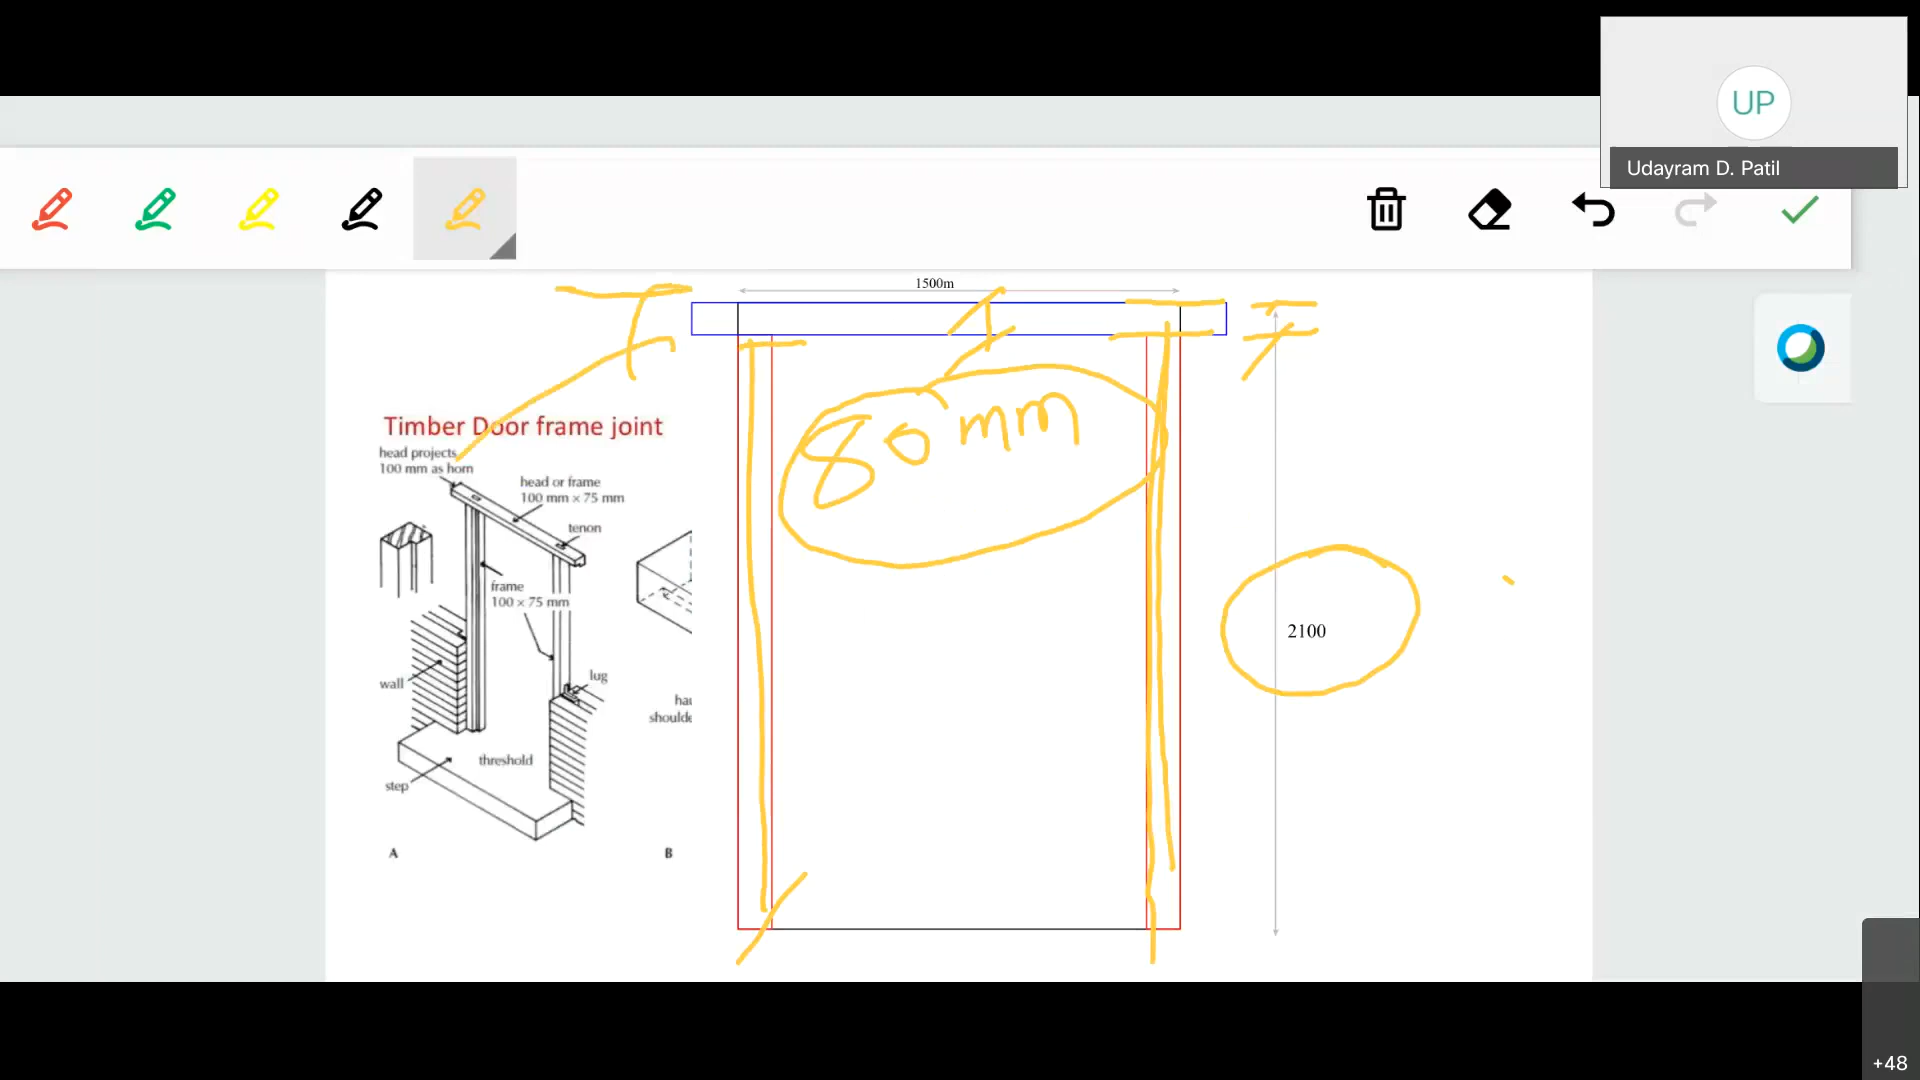 UP
Udayram D. Patil
1500m
80 mm
Timber Door frame joint
head projects
100 mm as horn
head or frame
100 mm x 75 mm
tenon
frame
100 x 75 mm
2100
wall
lug
threshold
step
A
B
+48